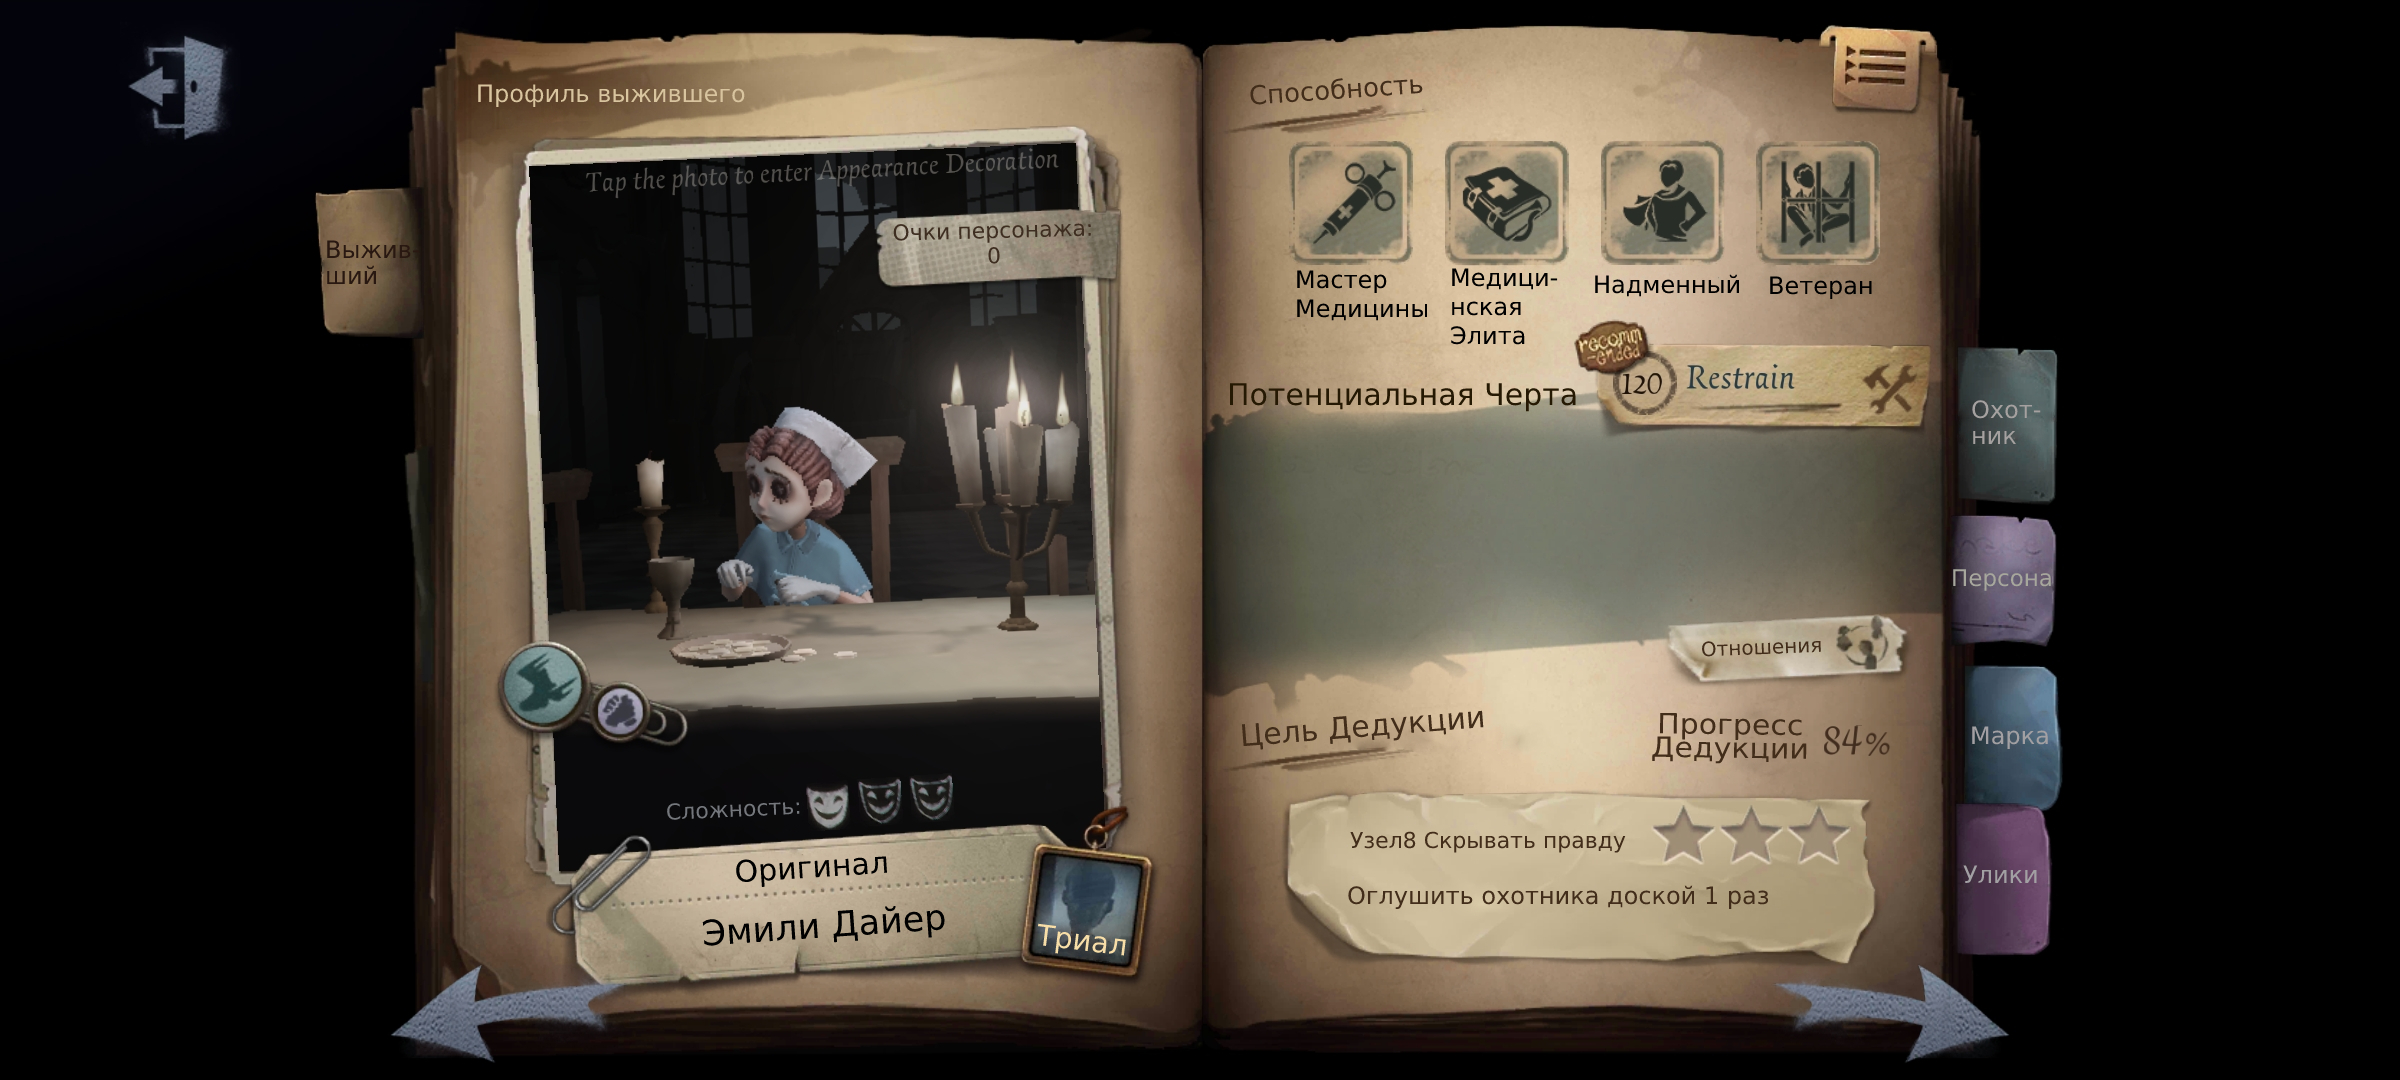 Профиль выжившего
Tap the photo to enter Appearance Decoration
Очки персонажа:
0
Выжив-
ший
Сложность:
Оригинал
Эмили Дайер
Триал
Способность
Мастер
Медицины
Медици-
нская
Элита
Надменный
Ветеран
recomm
-ended
Потенциальная Черта
120
Restrain
Отношения
Цель Дедукции
Прогресс
Дедукции 84%
Узел8 Скрывать правду
Оглушить охотника доской 1 раз
Охот-
ник
Персона
Марка
Улики